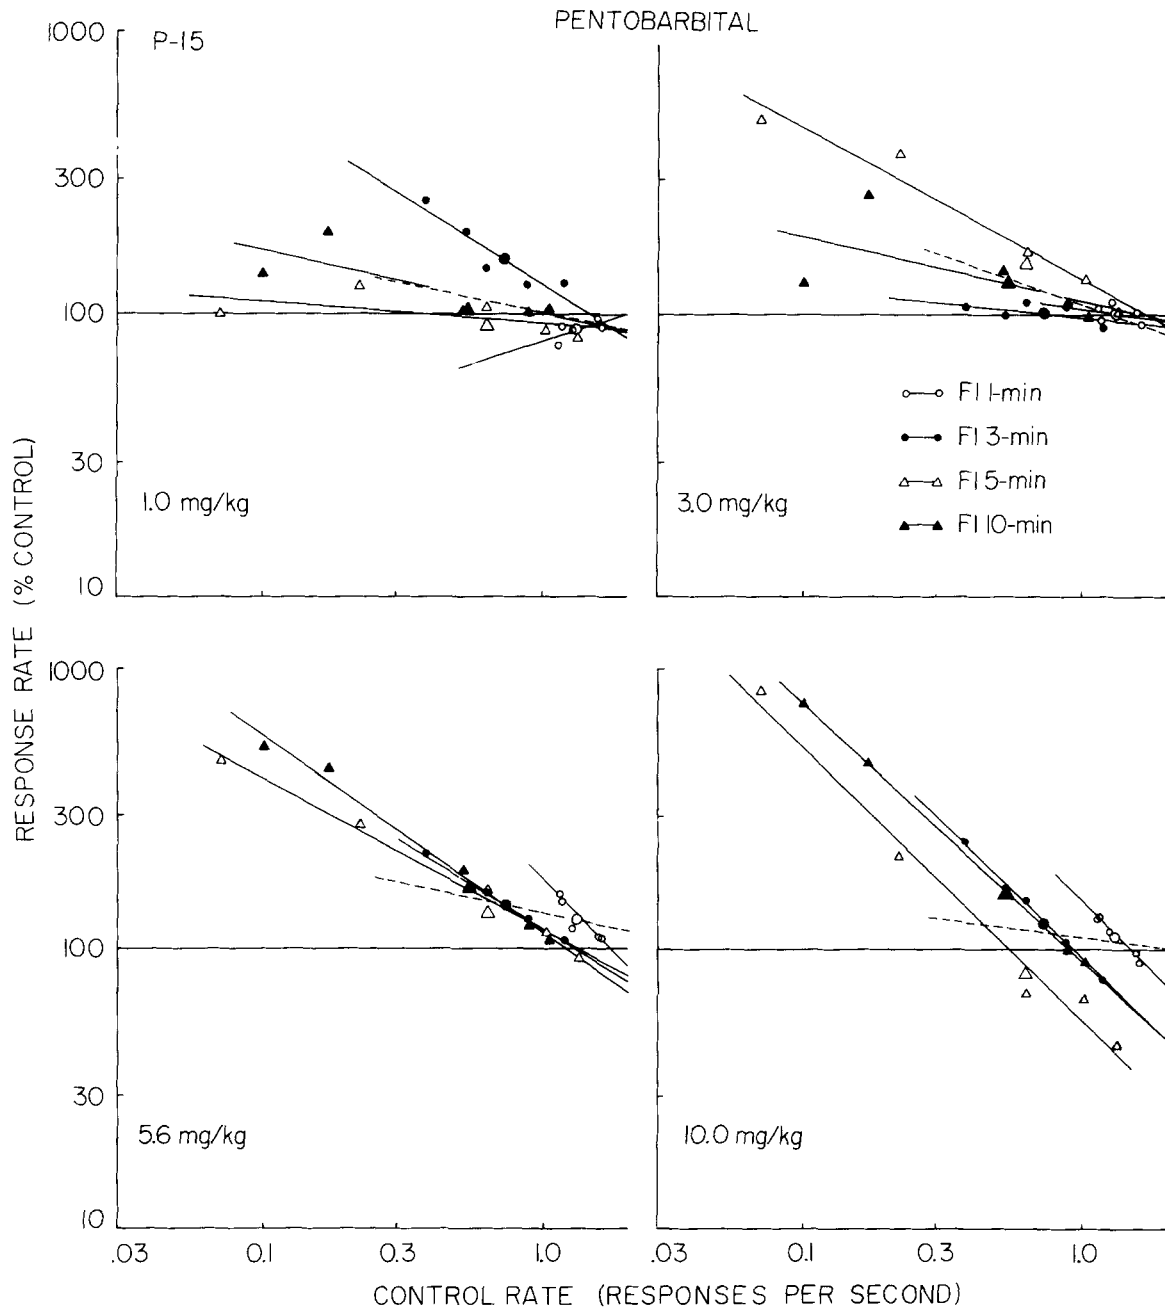 PENTOBARBITAL
P-15
1000
300
100
30
10
1.0 mg/kg
3.0 mg/kg
FI 1-min
FI 3-min
FI 5-min
FI 10-min
RESPONSE RATE (% CONTROL)
1000
300
100
30
10
5.6 mg/kg
10.0 mg/kg
.03 0.1 0.3 1.0 .03 0.1 0.3 1.0
CONTROL RATE (RESPONSES PER SECOND)